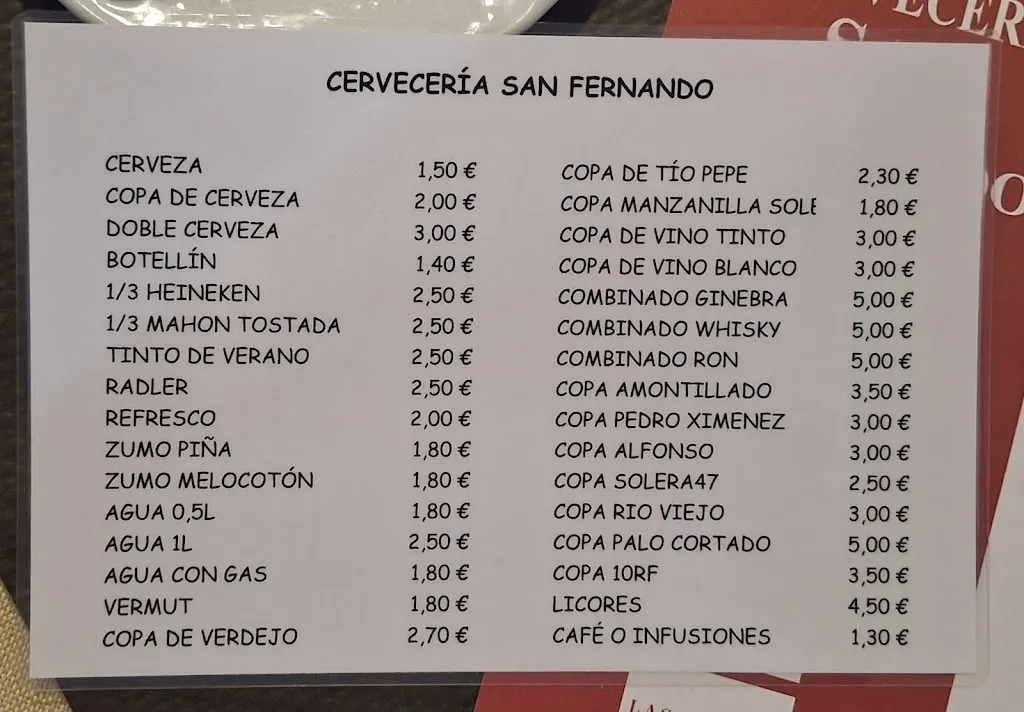 CERVECERÍA SAN FERNANDO
CERVEZA 1,50 €
COPA DE CERVEZA 2,00 €
DOBLE CERVEZA 3,00 €
BOTELLÍN 1,40 €
1/3 HEINEKEN 2,50 €
1/3 MAHON TOSTADA 2,50 €
TINTO DE VERANO 2,50 €
RADLER 2,50 €
REFRESCO 2,00 €
ZUMO PIÑA 1,80 €
ZUMO MELOCOTÓN 1,80 €
AGUA 0,5L 1,80 €
AGUA 1L 2,50 €
AGUA CON GAS 1,80 €
VERMUT 1,80 €
COPA DE VERDEJO 2,70 €
COPA DE TÍO PEPE 2,30 €
COPA MANZANILLA SOLE 1,80 €
COPA DE VINO TINTO 3,00 €
COPA DE VINO BLANCO 3,00 €
COMBINADO GINEBRA 5,00 €
COMBINADO WHISKY 5,00 €
COMBINADO RON 5,00 €
COPA AMONTILLADO 3,50 €
COPA PEDRO XIMENEZ 3,00 €
COPA ALFONSO 3,00 €
COPA SOLERA47 2,50 €
COPA RIO VIEJO 3,00 €
COPA PALO CORTADO 5,00 €
COPA 10RF 3,50 €
LICORES 4,50 €
CAFÉ O INFUSIONES 1,30 €